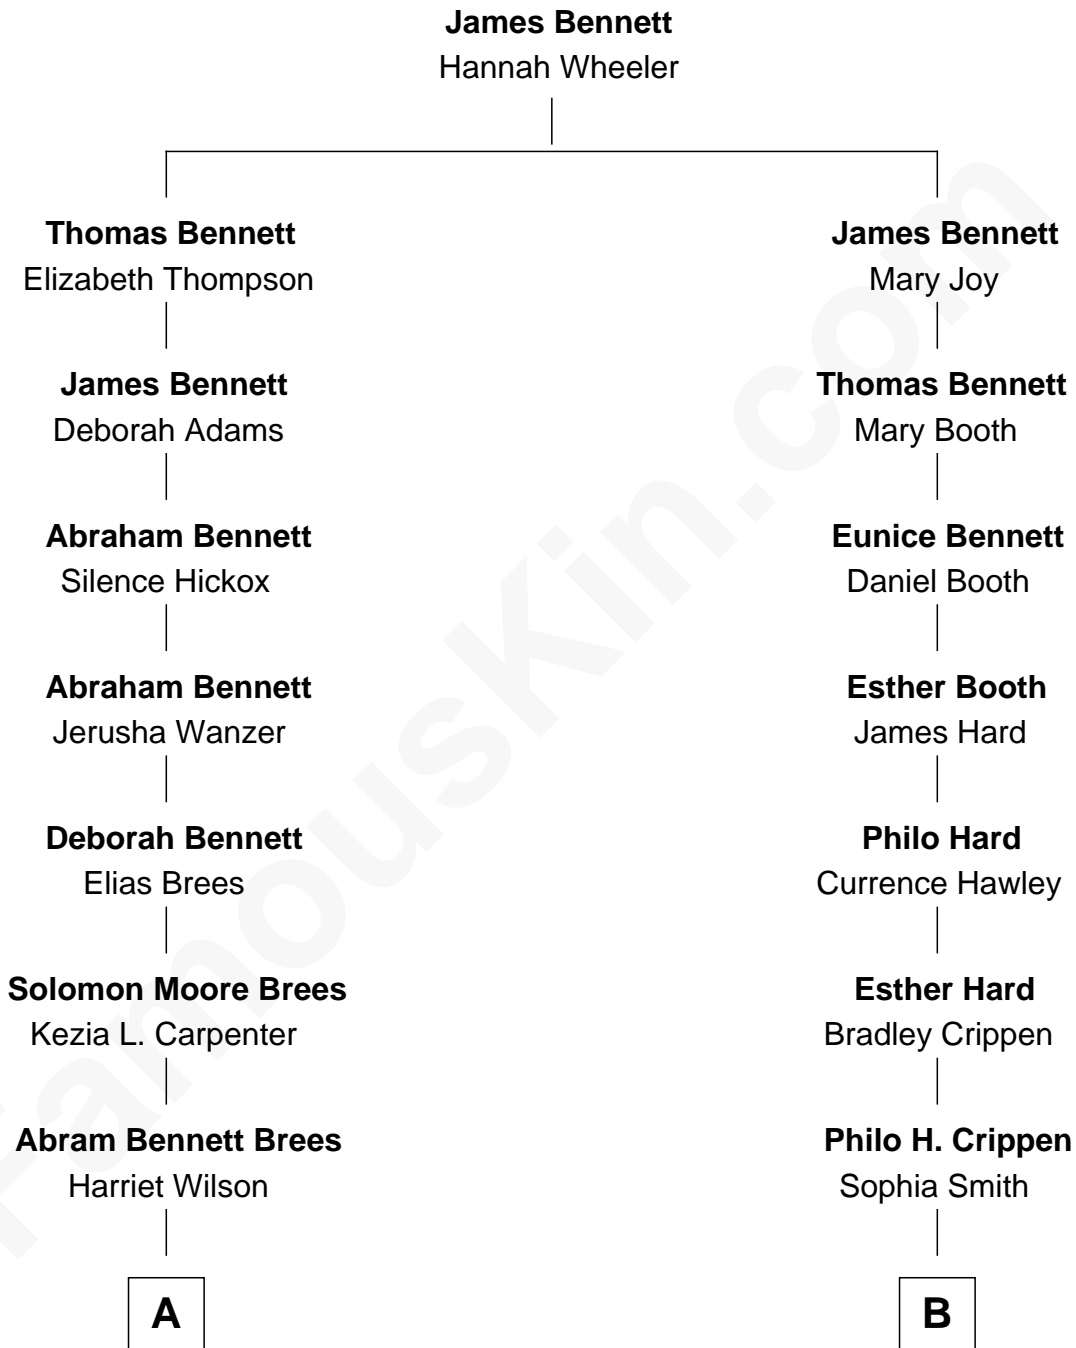 James Bennett
Hannah Wheeler
Thomas Bennett
Elizabeth Thompson
James Bennett
Deborah Adams
Abraham Bennett
Silence Hickox
Abraham Bennett
Jerusha Wanzer
Deborah Bennett
Elias Brees
Solomon Moore Brees
Kezia L. Carpenter
Abram Bennett Brees
Harriet Wilson
A
James Bennett
Mary Joy
Thomas Bennett
Mary Booth
Eunice Bennett
Daniel Booth
Esther Booth
James Hard
Philo Hard
Currence Hawley
Esther Hard
Bradley Crippen
Philo H. Crippen
Sophia Smith
B
FamousKin.com